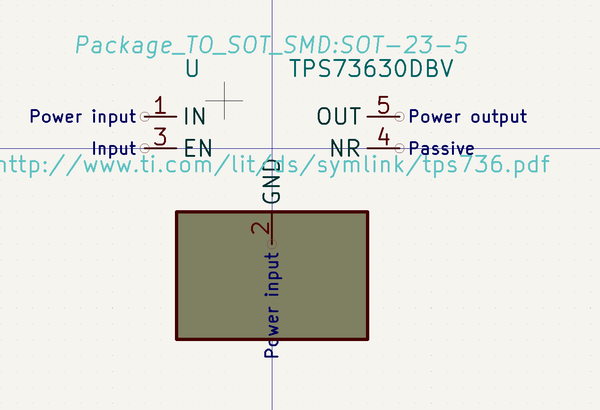 Package_TO_SOT_SMD:SOT-23-5
U TPS73630DBV
Power input 1 IN OUT 5 Power output
Input 3 EN NR 4 Passive
http://www.ti.com/lit/ds/symlink/tps736.pdf
GND
2
Power input